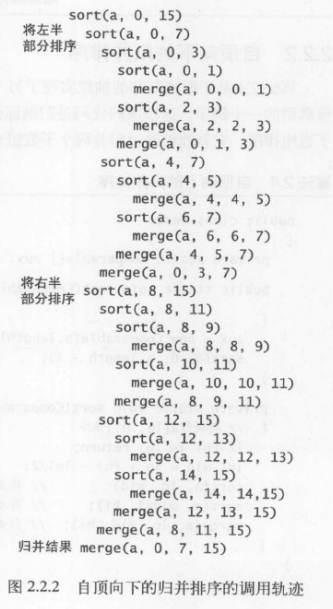 sort(a, 0, 15)
将左半 sort(a, 0, 7)
部分排序 sort(a, 0, 3)
sort(a, 0, 1)
merge(a, 0, 0, 1)
sort(a, 2, 3)
merge(a, 2, 2, 3)
merge(a, 0, 1, 3)
sort(a, 4, 7)
sort(a, 4, 5)
merge(a, 4, 4, 5)
sort(a, 6, 7)
merge(a, 6, 6, 7)
merge(a, 4, 5, 7)
merge(a, 0, 3, 7)
将右半
部分排序 sort(a, 8, 15)
sort(a, 8, 11)
sort(a, 8, 9)
merge(a, 8, 8, 9)
sort(a, 10, 11)
merge(a, 10, 10, 11)
merge(a, 8, 9, 11)
sort(a, 12, 15)
sort(a, 12, 13)
merge(a, 12, 12, 13)
sort(a, 14, 15)
merge(a, 14, 14,15)
merge(a, 12, 13, 15)
merge(a, 8,11, 15)
归并结果 merge(a, 0, 7, 15)
图 2.2.2 自顶向下的归并排序的调用轨迹